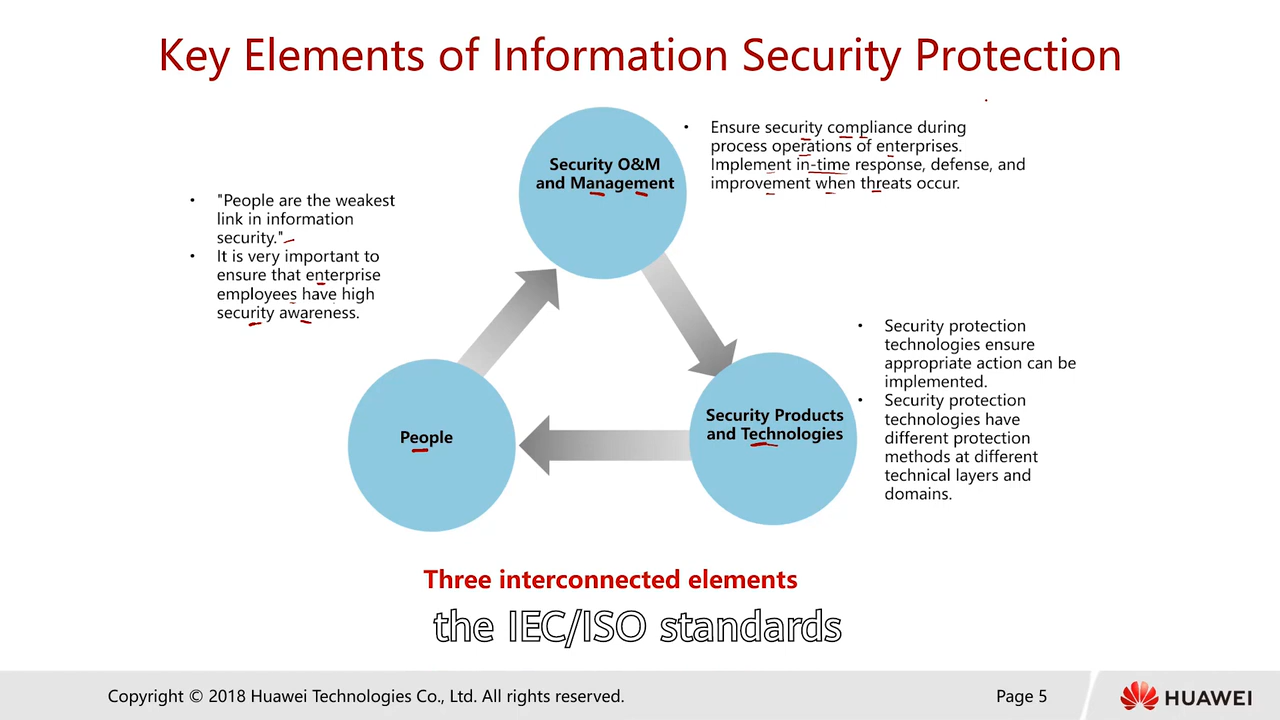 Key Elements of Information Security Protection
Security O&M
and Management
• Ensure security compliance during
process operations of enterprises.
Implement in-time response, defense, and
improvement when threats occur.
• "People are the weakest
link in information
security."
• It is very important to
ensure that enterprise
employees have high
security awareness.
• Security protection
technologies ensure
appropriate action can be
implemented.
• Security protection
technologies have
different protection
methods at different
technical layers and
domains.
Security Products
and Technologies
People
Three interconnected elements
the IEC/ISO standards
Copyright © 2018 Huawei Technologies Co., Ltd. All rights reserved.
Page 5
HUAWEI